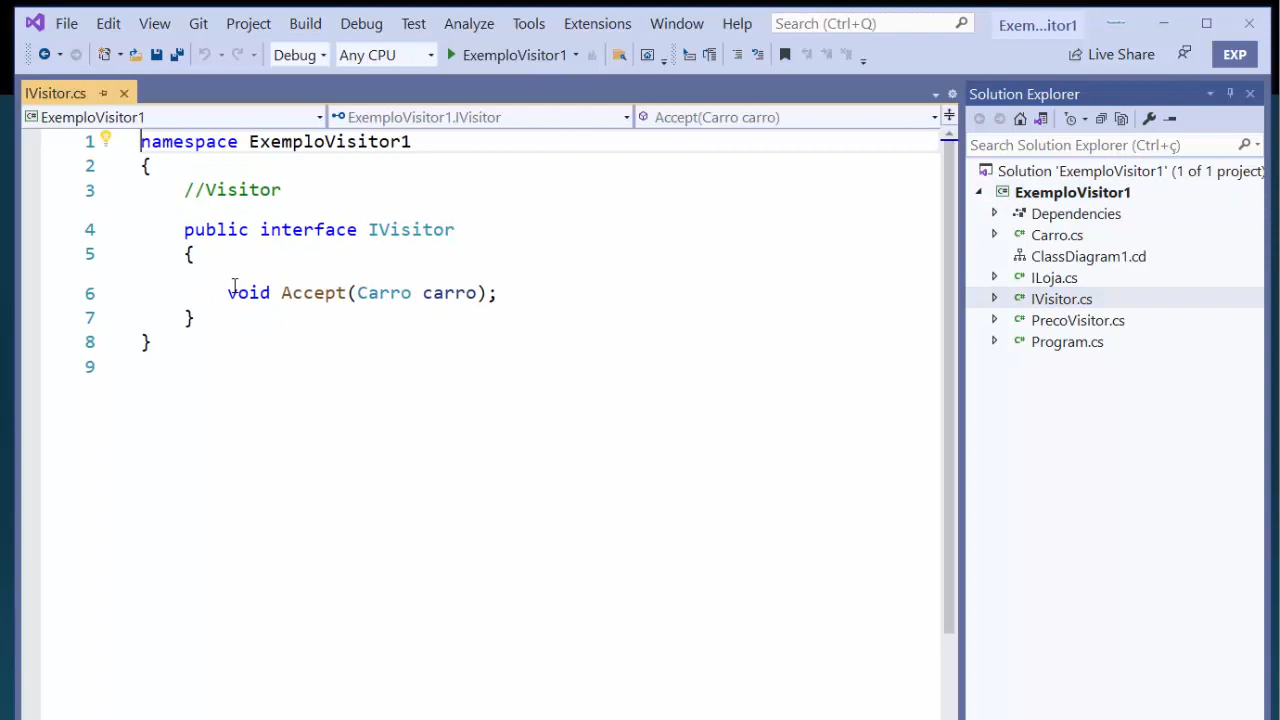 File Edit View Git Project Build Debug Test Analyze Tools Extensions Window Help Search (Ctrl+Q) Exem...itor1
Debug Any CPU ExemploVisitor1 Live Share EXP
IVisitor.cs
ExemploVisitor1 ExemploVisitor1.IVisitor Accept(Carro carro)
1 namespace ExemploVisitor1
2 {
3 //Visitor
4 public interface IVisitor
5 {
6 void Accept(Carro carro);
7 }
8 }
9
Solution Explorer
Search Solution Explorer (Ctrl+ç)
Solution 'ExemploVisitor1' (1 of 1 project)
ExemploVisitor1
Dependencies
Carro.cs
ClassDiagram1.cd
ILoja.cs
IVisitor.cs
PrecoVisitor.cs
Program.cs